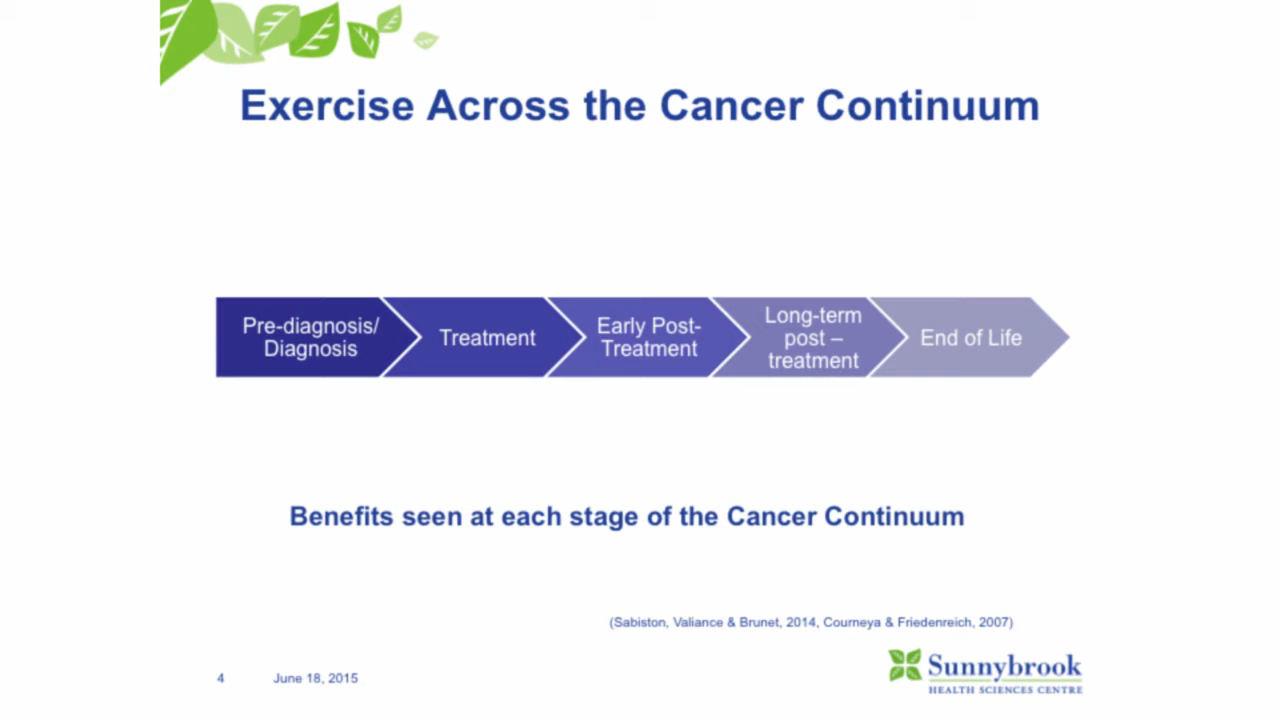 Exercise Across the Cancer Continuum
Pre-diagnosis/
Diagnosis
Treatment
Early Post-
Treatment
Long-term
post –
treatment
End of Life
Benefits seen at each stage of the Cancer Continuum
(Sabiston, Valiance & Brunet, 2014, Courneya & Friedenreich, 2007)
4 June 18, 2015
Sunnybrook
HEALTH SCIENCES CENTRE